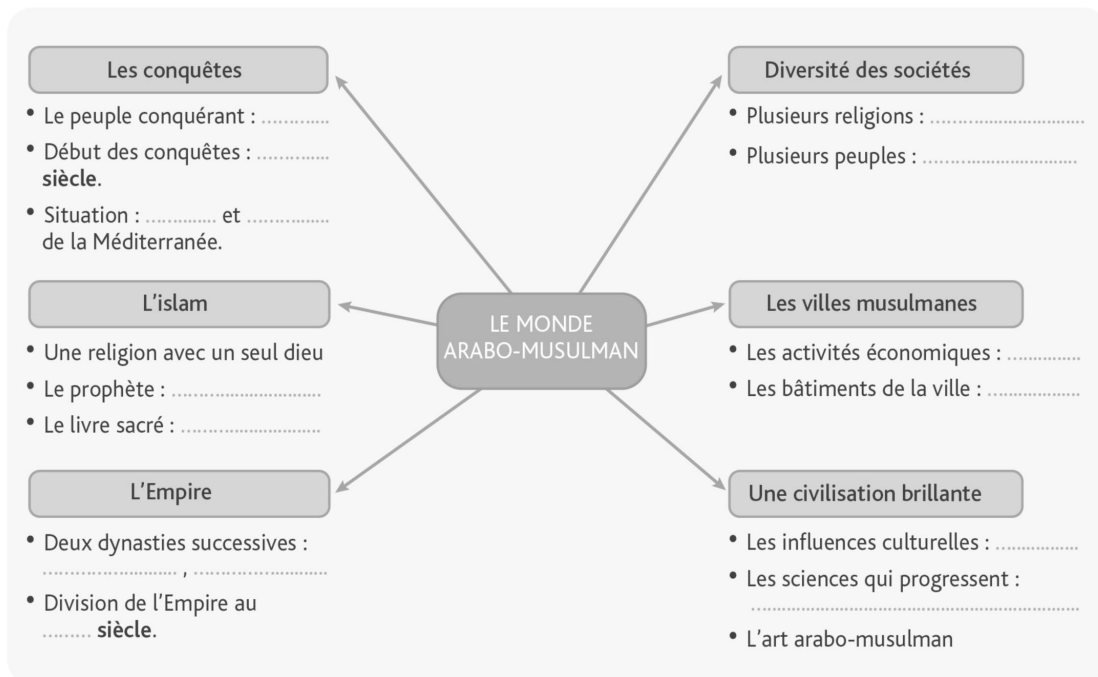 Les conquêtes
• Le peuple conquérant : .............
• Début des conquêtes : .............
siècle.
• Situation : ............. et ...............
de la Méditerranée.
L'islam
• Une religion avec un seul dieu
• Le prophète : ...........................
• Le livre sacré : .........................
L'Empire
• Deux dynasties successives :
........................ , ........................
• Division de l'Empire au
......... siècle.
LE MONDE
ARABO-MUSULMAN
Diversité des sociétés
• Plusieurs religions : ............................
• Plusieurs peuples : ............................
Les villes musulmanes
• Les activités économiques : .............
• Les bâtiments de la ville : .................
Une civilisation brillante
• Les influences culturelles : ...............
• Les sciences qui progressent :
............................................................
• L'art arabo-musulman